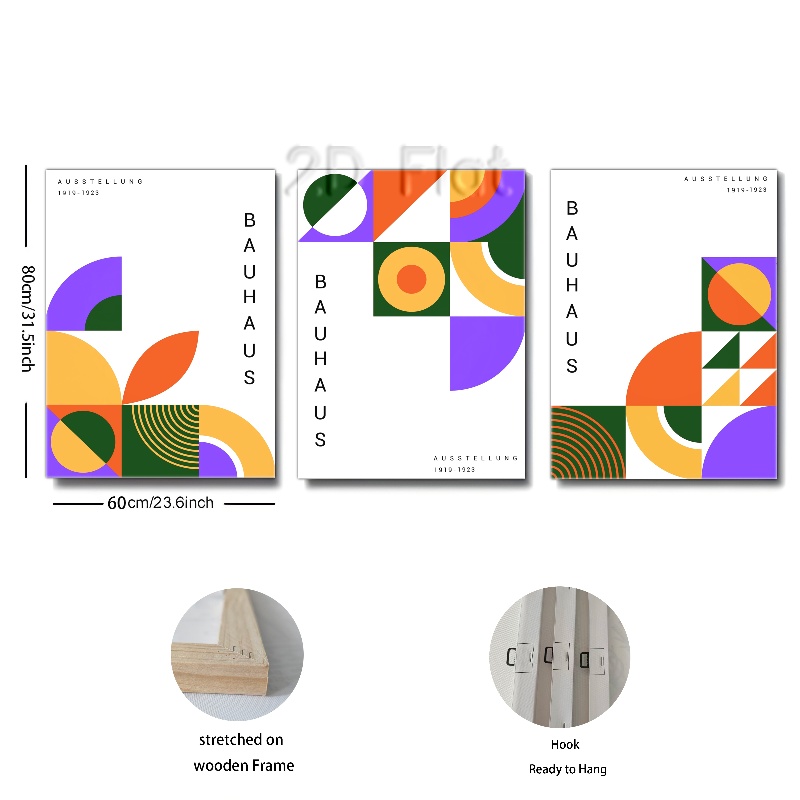 2D Flat
AUSSTELLUNG
1919-1923
BAUHAUS
BAUHAUS
AUSSTELLUNG
1919-1923
AUSSTELLUNG
1919-1923
BAUHAUS
80cm/31.5inch
60cm/23.6inch
stretched on
wooden Frame
Hook
Ready to Hang